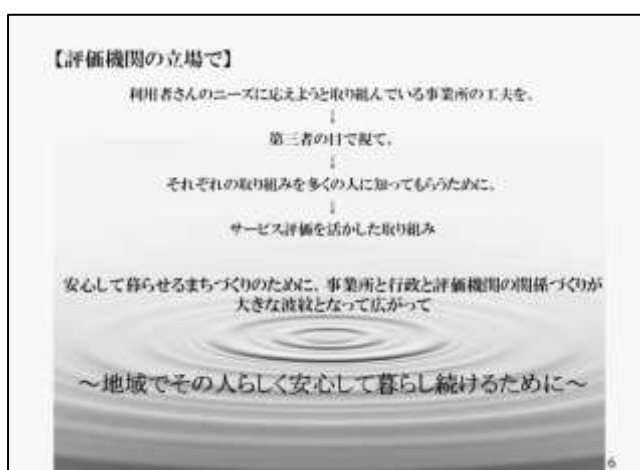 【評価機関の立場で】
利用者さんのニーズに応えようと取り組んでいる事業所の工夫を、
↓
第三者の目で視て、
↓
それぞれの取り組みを多くの人に知ってもらうために、
↓
サービス評価を活かした取り組み
安心して暮らせるまちづくりのために、事業所と行政と評価機関の関係づくりが
大きな波紋となって広がって
～地域でその人らしく安心して暮らし続けるために～
6